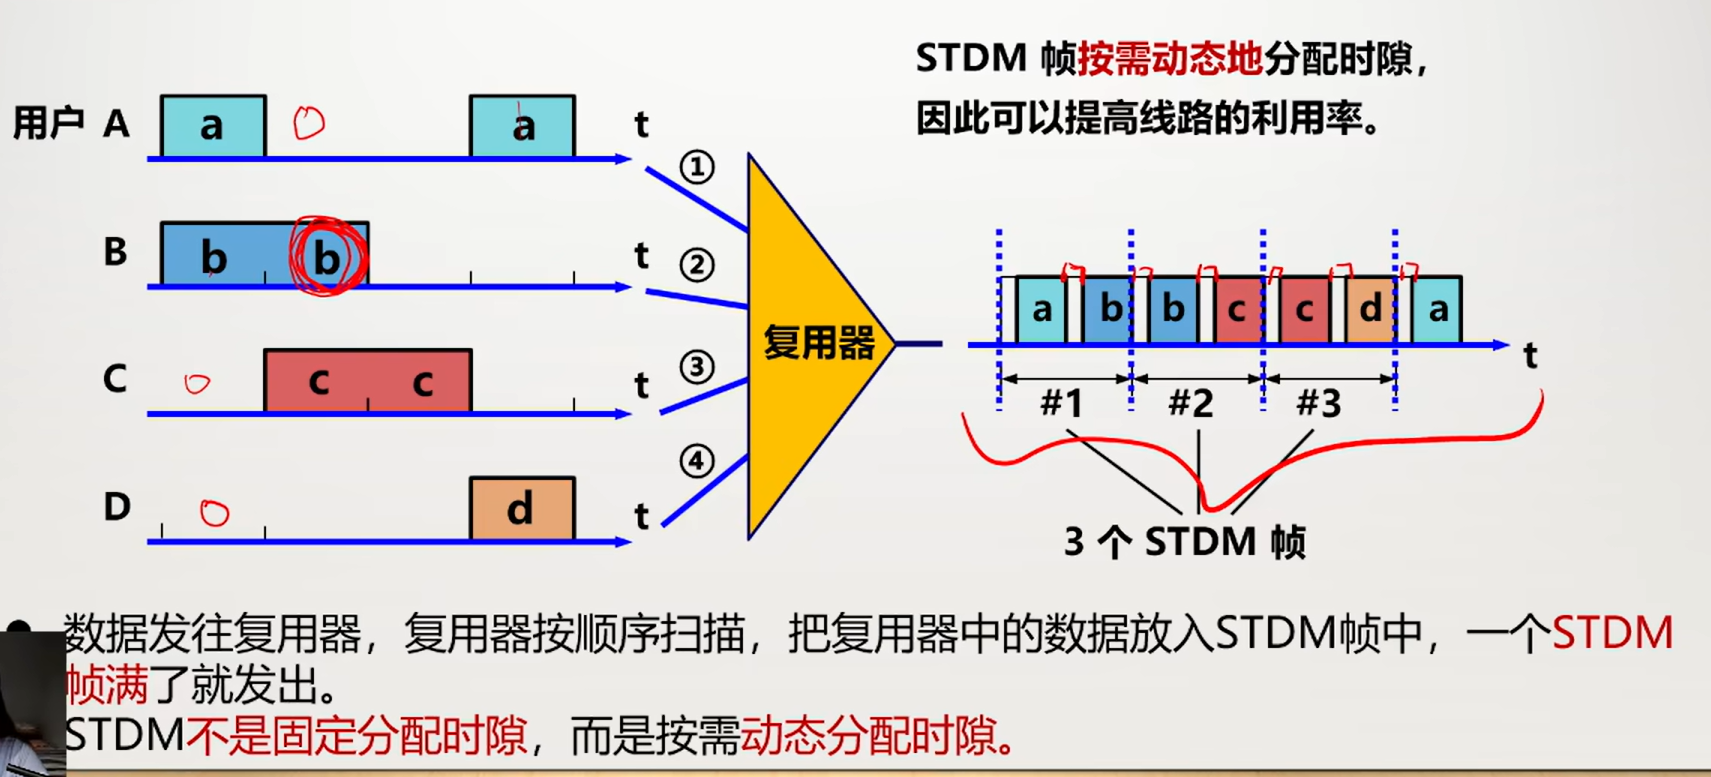 STDM 帧按需动态地分配时隙,
因此可以提高线路的利用率。
用户 A a a t
①
B b b t
②
C c c t
③
D d t
④
复用器
a b b c c d a
t
#1 #2 #3
3 个 STDM 帧
数据发往复用器，复用器按顺序扫描，把复用器中的数据放入STDM帧中，一个STDM
帧满了就发出。
STDM不是固定分配时隙，而是按需动态分配时隙。